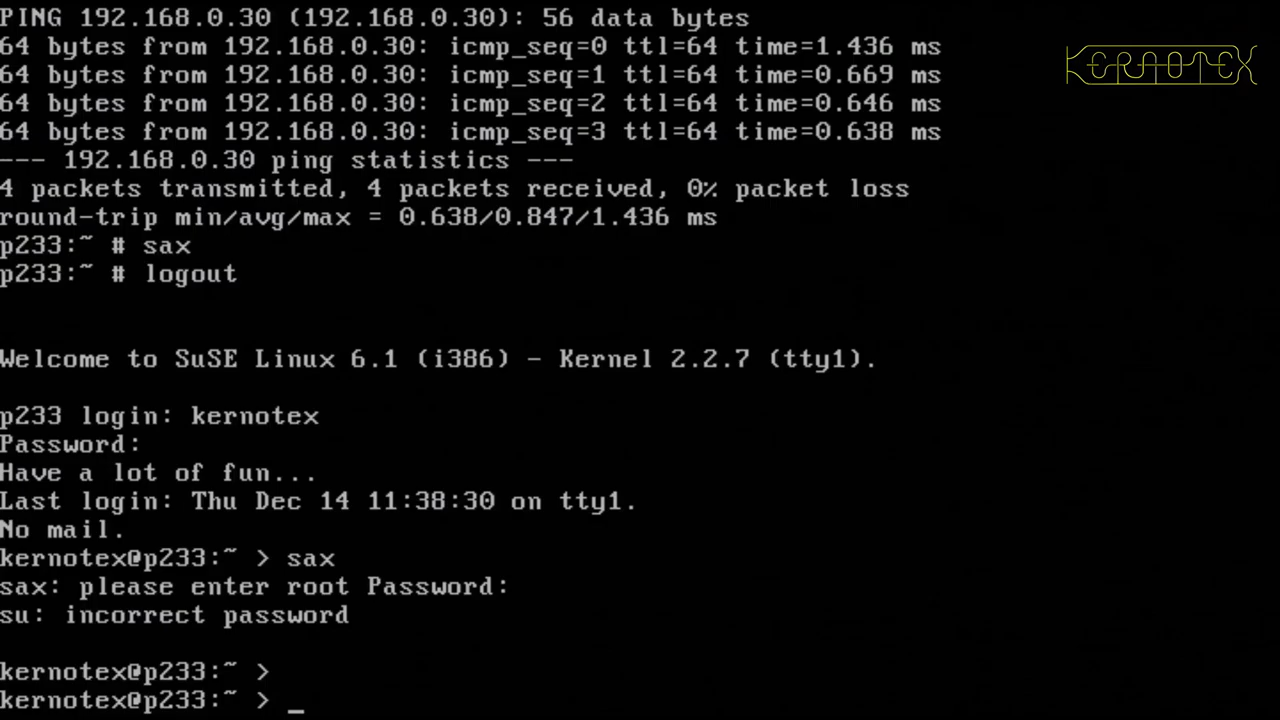 PING 192.168.0.30 (192.168.0.30): 56 data bytes
64 bytes from 192.168.0.30: icmp_seq=0 ttl=64 time=1.436 ms
64 bytes from 192.168.0.30: icmp_seq=1 ttl=64 time=0.669 ms
64 bytes from 192.168.0.30: icmp_seq=2 ttl=64 time=0.646 ms
64 bytes from 192.168.0.30: icmp_seq=3 ttl=64 time=0.638 ms
--- 192.168.0.30 ping statistics ---
4 packets transmitted, 4 packets received, 0% packet loss
round-trip min/avg/max = 0.638/0.847/1.436 ms
p233:~ # sax
p233:~ # logout
Welcome to SuSE Linux 6.1 (i386) - Kernel 2.2.7 (tty1).
p233 login: kernotex
Password:
Have a lot of fun...
Last login: Thu Dec 14 11:38:30 on tty1.
No mail.
kernotex@p233:~ > sax
sax: please enter root Password:
su: incorrect password
kernotex@p233:~ >
kernotex@p233:~ > _
KERNOTEX